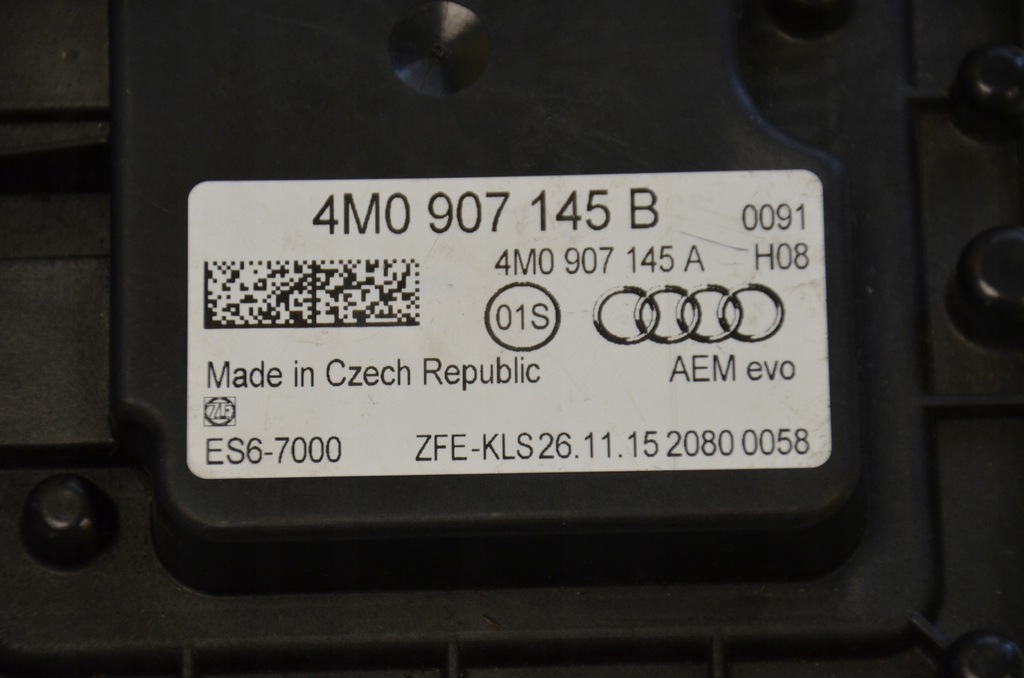 4M0 907 145 B 0091
4M0 907 145 A H08
01S
Made in Czech Republic AEM evo
ZF
ES6-7000 ZFE-KLS 26.11.15 2080 0058